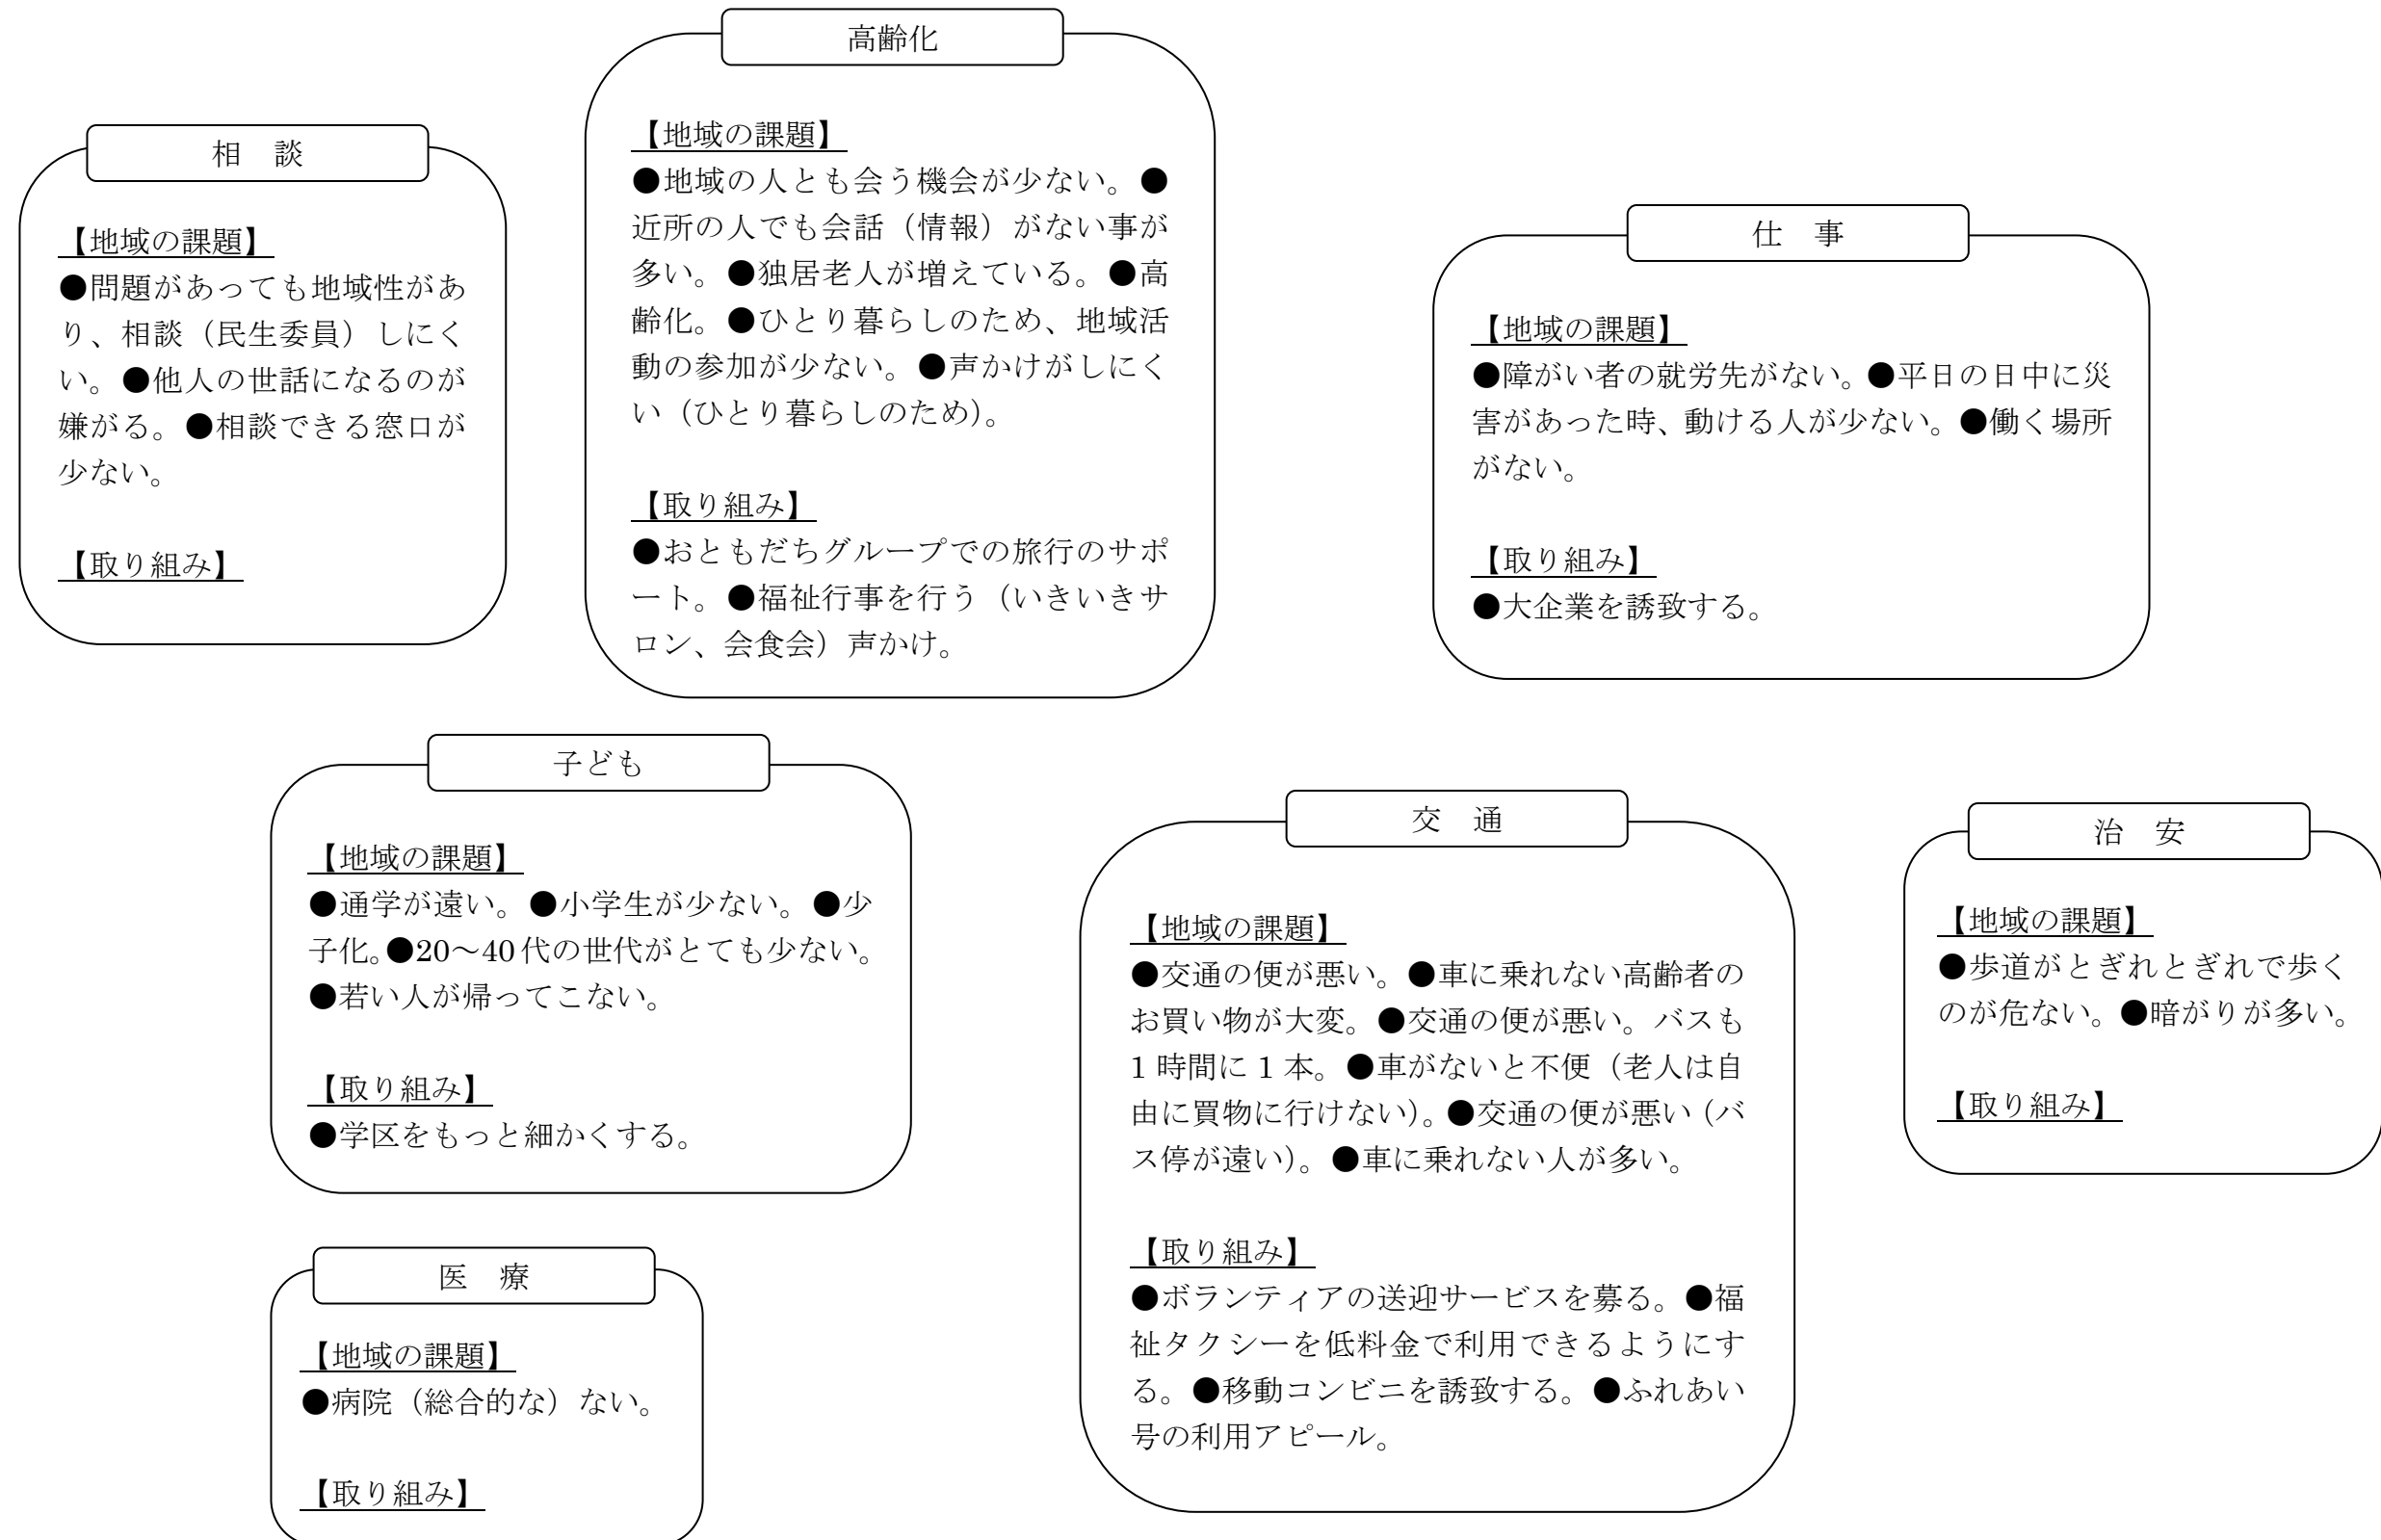 相　談
【地域の課題】
●問題があっても地域性があ
り、相談（民生委員）しにく
い。●他人の世話になるのが
嫌がる。●相談できる窓口が
少ない。
【取り組み】
高齢化
【地域の課題】
●地域の人とも会う機会が少ない。●
近所の人でも会話（情報）がない事が
多い。●独居老人が増えている。●高
齢化。●ひとり暮らしのため、地域活
動の参加が少ない。●声かけがしにく
い（ひとり暮らしのため）。
【取り組み】
●おともだちグループでの旅行のサポ
ート。●福祉行事を行う（いきいきサ
ロン、会食会）声かけ。
仕　事
【地域の課題】
●障がい者の就労先がない。●平日の日中に災
害があった時、動ける人が少ない。●働く場所
がない。
【取り組み】
●大企業を誘致する。
子ども
【地域の課題】
●通学が遠い。●小学生が少ない。●少
子化。●20～40代の世代がとても少ない。
●若い人が帰ってこない。
【取り組み】
●学区をもっと細かくする。
交　通
【地域の課題】
●交通の便が悪い。●車に乗れない高齢者の
お買い物が大変。●交通の便が悪い。バスも
1時間に1本。●車がないと不便（老人は自
由に買物に行けない）。●交通の便が悪い（バ
ス停が遠い）。●車に乗れない人が多い。
【取り組み】
●ボランティアの送迎サービスを募る。●福
祉タクシーを低料金で利用できるようにす
る。●移動コンビニを誘致する。●ふれあい
号の利用アピール。
治　安
【地域の課題】
●歩道がとぎれとぎれで歩く
のが危ない。●暗がりが多い。
【取り組み】
医　療
【地域の課題】
●病院（総合的な）ない。
【取り組み】